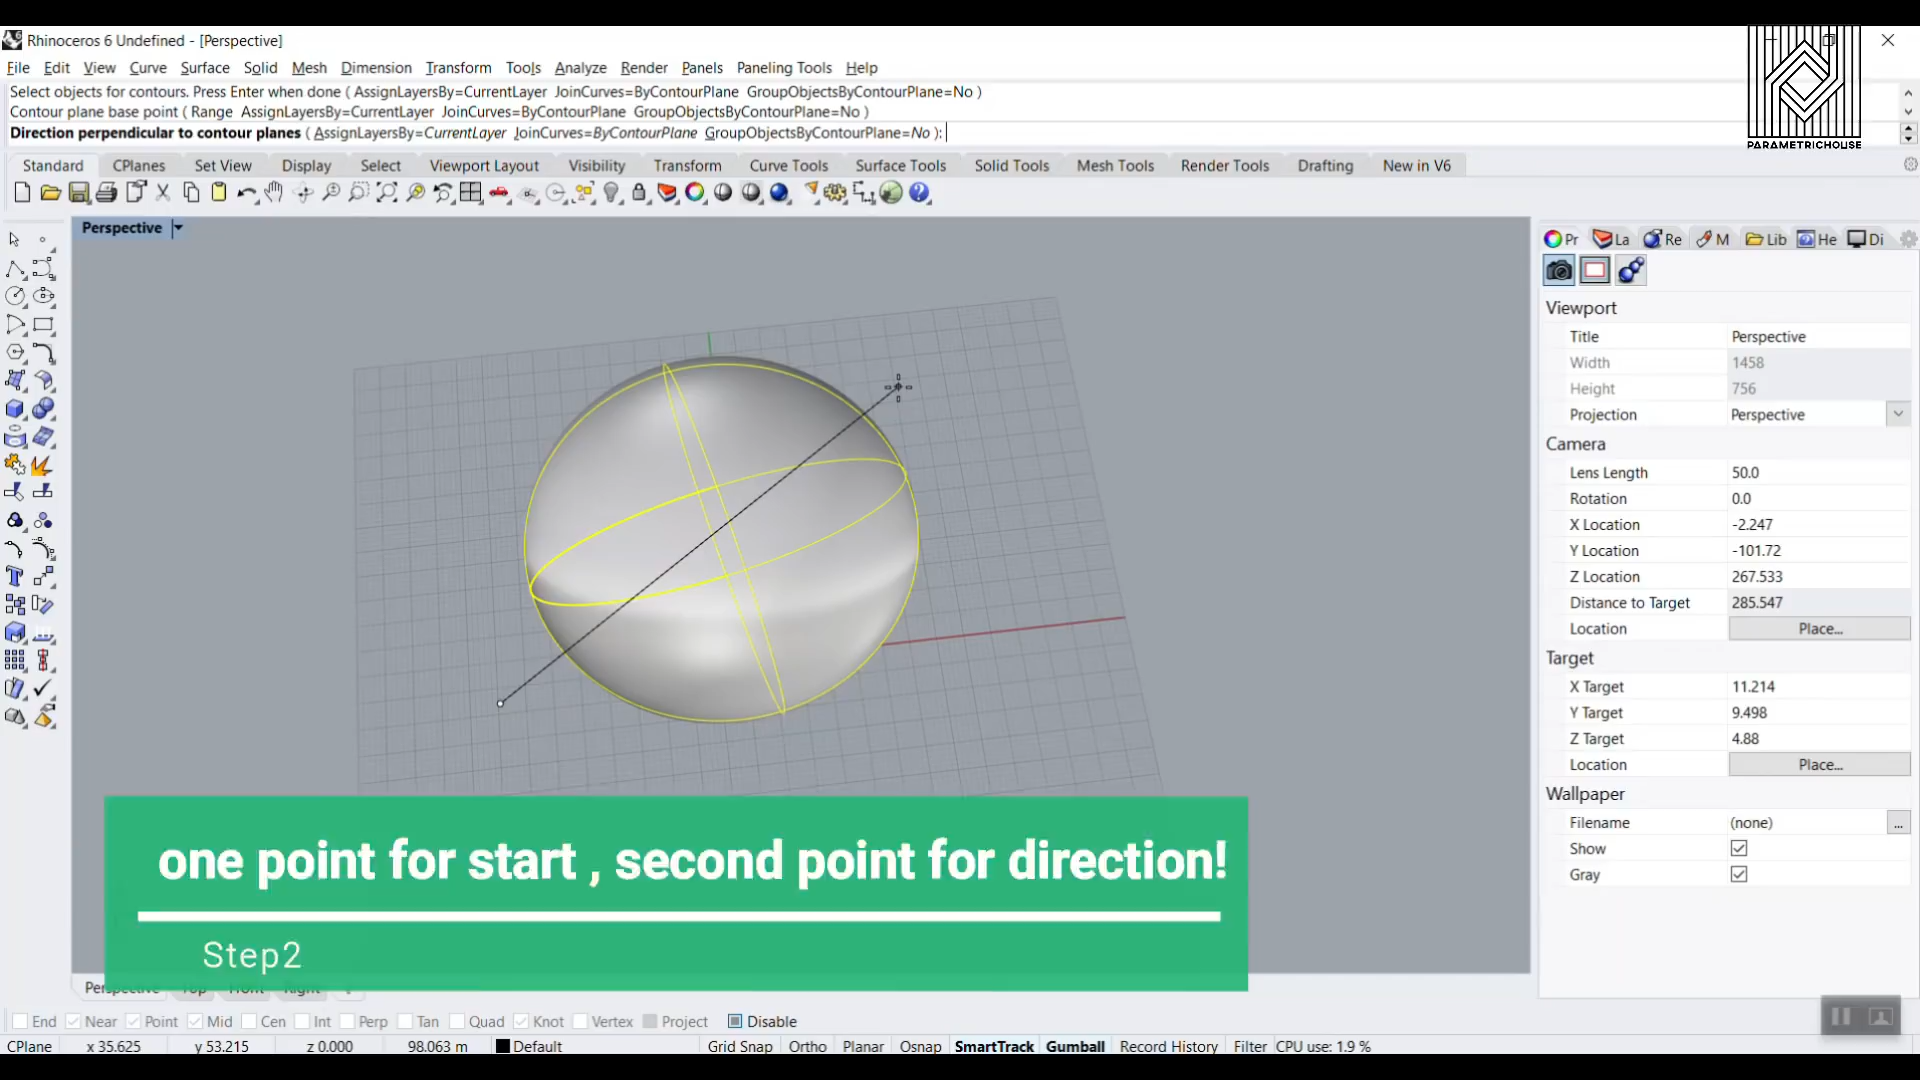 Rhinoceros 6 Undefined - [Perspective]
File Edit View Curve Surface Solid Mesh Dimension Transform Tools Analyze Render Panels Paneling Tools Help
Select objects for contours. Press Enter when done ( AssignLayersBy=CurrentLayer JoinCurves=ByContourPlane GroupObjectsByContourPlane=No )
Contour plane base point ( Range AssignLayersBy=CurrentLayer JoinCurves=ByContourPlane GroupObjectsByContourPlane=No )
Direction perpendicular to contour planes ( AssignLayersBy=CurrentLayer JoinCurves=ByContourPlane GroupObjectsByContourPlane=No ):
PARAMETRICHOUSE
Standard CPlanes Set View Display Select Viewport Layout Visibility Transform Curve Tools Surface Tools Solid Tools Mesh Tools Render Tools Drafting New in V6
Perspective
Pr La Re M Lib He Di
Viewport
Title Perspective
Width 1458
Height 756
Projection Perspective
Camera
Lens Length 50.0
Rotation 0.0
X Location -2.247
Y Location -101.72
Z Location 267.533
Distance to Target 285.547
Location Place...
Target
X Target 11.214
Y Target 9.498
Z Target 4.88
Location Place...
Wallpaper
Filename (none) ...
Show
Gray
one point for start , second point for direction!
Step2
Perspective Top Front Right
End Near Point Mid Cen Int Perp Tan Quad Knot Vertex Project Disable
CPlane x 35.625 y 53.215 z 0.000 98.063 m Default Grid Snap Ortho Planar Osnap SmartTrack Gumball Record History Filter CPU use: 1.9 %